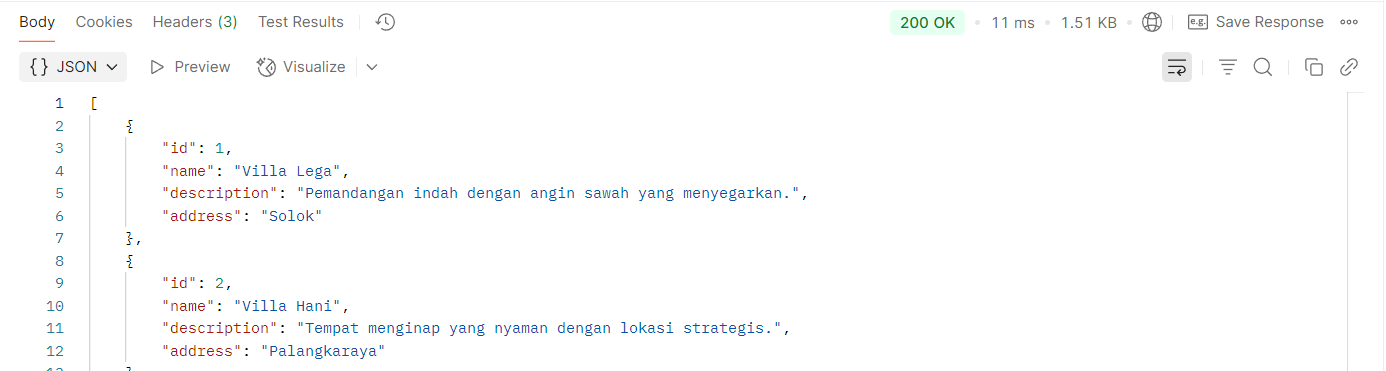 Body Cookies Headers (3) Test Results 200 OK • 11 ms • 1.51 KB • e.g. Save Response
{} JSON Preview Visualize
1 [
2 {
3 "id": 1,
4 "name": "Villa Lega",
5 "description": "Pemandangan indah dengan angin sawah yang menyegarkan.",
6 "address": "Solok"
7 },
8 {
9 "id": 2,
10 "name": "Villa Hani",
11 "description": "Tempat menginap yang nyaman dengan lokasi strategis.",
12 "address": "Palangkaraya"